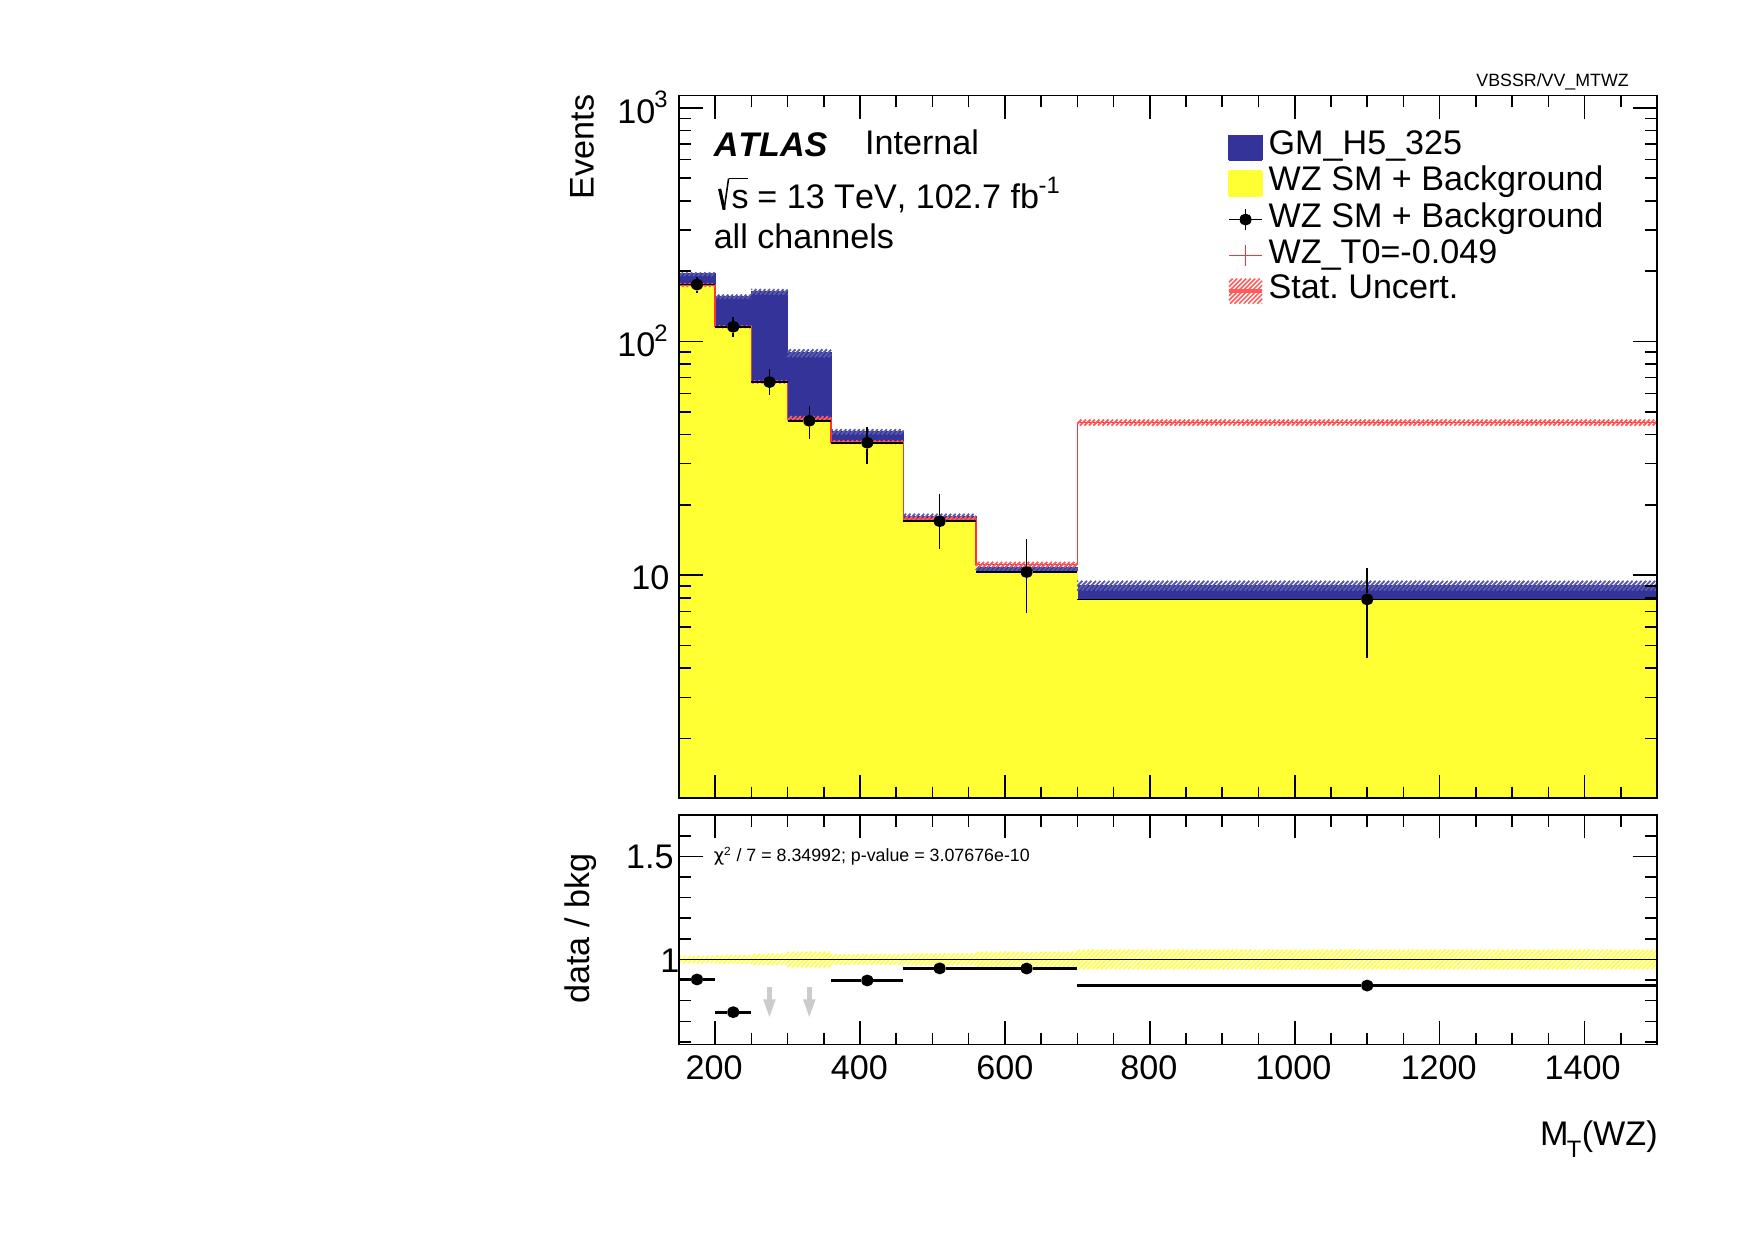 VBSSR/VV_MTWZ
Events
10³
10²
10
ATLAS Internal
√s = 13 TeV, 102.7 fb⁻¹
all channels
GM_H5_325
WZ SM + Background
WZ SM + Background
WZ_T0=-0.049
Stat. Uncert.
data / bkg
1.5
1
χ² / 7 = 8.34992; p-value = 3.07676e-10
200 400 600 800 1000 1200 1400
M_T(WZ)